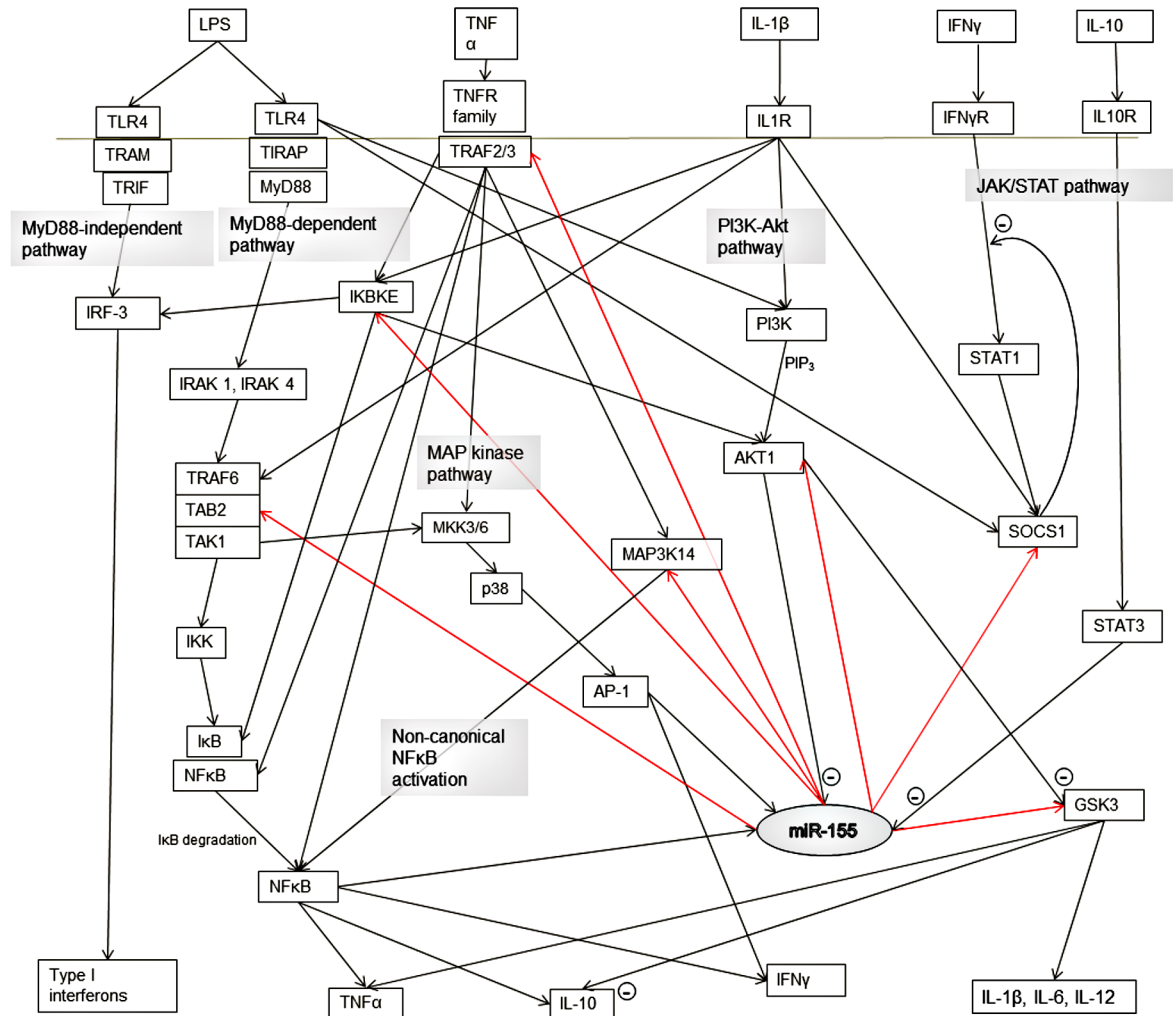 LPS
TNF
α
IL-1β
IFNγ
IL-10
TLR4
TLR4
TNFR
family
IL1R
IFNγR
IL10R
TRAM
TIRAP
TRAF2/3
TRIF
MyD88
JAK/STAT pathway
MyD88-independent
pathway
MyD88-dependent
pathway
PI3K-Akt
pathway
-
IRF-3
IKBKE
PI3K
PIP₃
STAT1
IRAK 1, IRAK 4
MAP kinase
pathway
AKT1
TRAF6
TAB2
TAK1
MKK3/6
MAP3K14
SOCS1
p38
IKK
STAT3
AP-1
IκB
NFκB
Non-canonical
NFκB
activation
-
-
-
GSK3
miR-155
IκB degradation
NFκB
Type I
interferons
TNFα
IL-10
-
IFNγ
IL-1β, IL-6, IL-12